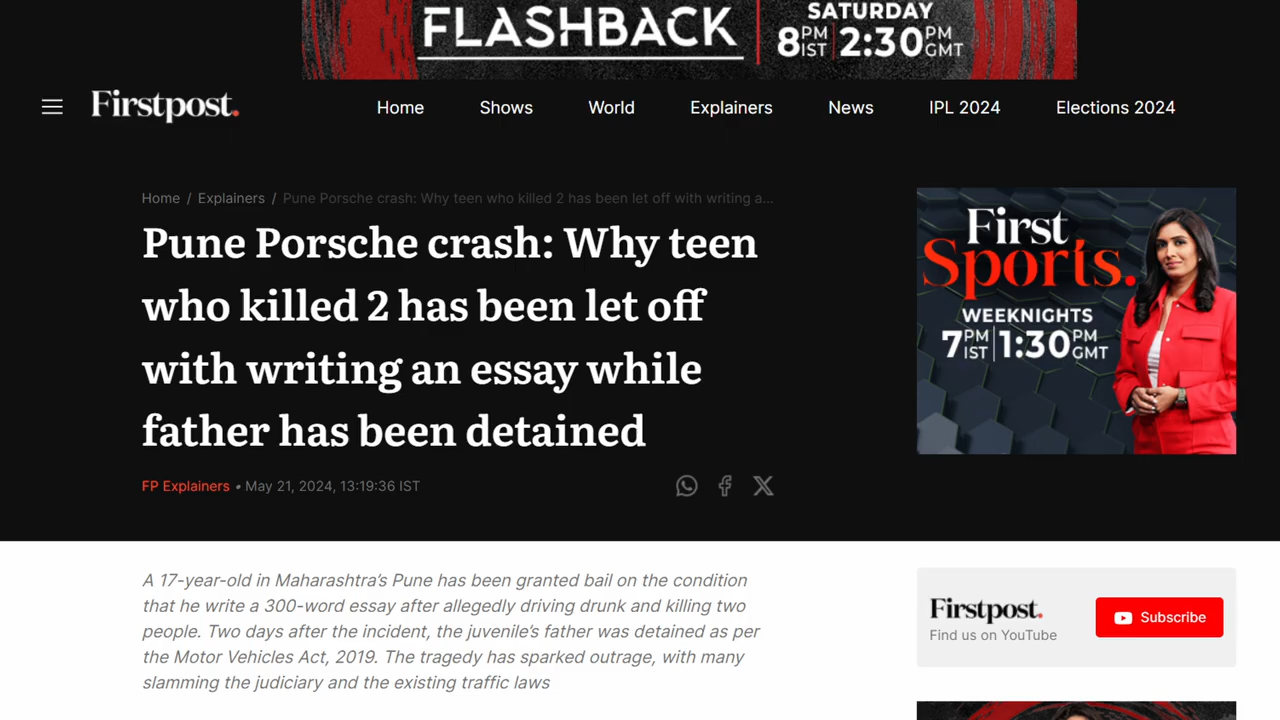 FLASHBACK
SATURDAY
8PM IST | 2:30PM GMT
Firstpost.
Home
Shows
World
Explainers
News
IPL 2024
Elections 2024
Home / Explainers / Pune Porsche crash: Why teen who killed 2 has been let off with writing a...
Pune Porsche crash: Why teen
who killed 2 has been let off
with writing an essay while
father has been detained
FP Explainers • May 21, 2024, 13:19:36 IST
First
Sports.
WEEKNIGHTS
7PM IST | 1:30PM GMT
A 17-year-old in Maharashtra's Pune has been granted bail on the condition
that he write a 300-word essay after allegedly driving drunk and killing two
people. Two days after the incident, the juvenile's father was detained as per
the Motor Vehicles Act, 2019. The tragedy has sparked outrage, with many
slamming the judiciary and the existing traffic laws
Firstpost.
Find us on YouTube
Subscribe